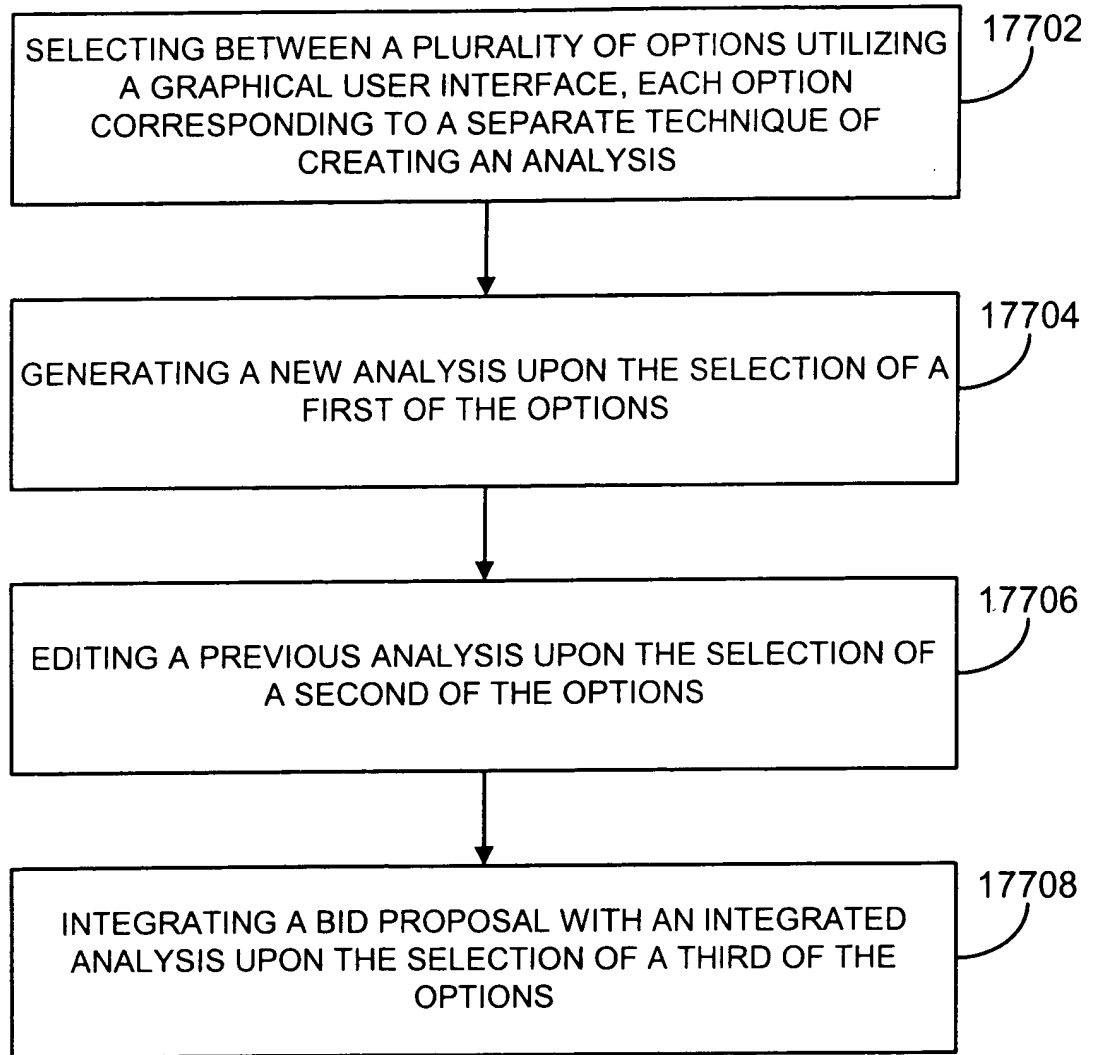 SELECTING BETWEEN A PLURALITY OF OPTIONS UTILIZING
A GRAPHICAL USER INTERFACE, EACH OPTION
CORRESPONDING TO A SEPARATE TECHNIQUE OF
CREATING AN ANALYSIS
17702
GENERATING A NEW ANALYSIS UPON THE SELECTION OF A
FIRST OF THE OPTIONS
17704
EDITING A PREVIOUS ANALYSIS UPON THE SELECTION OF
A SECOND OF THE OPTIONS
17706
INTEGRATING A BID PROPOSAL WITH AN INTEGRATED
ANALYSIS UPON THE SELECTION OF A THIRD OF THE
OPTIONS
17708